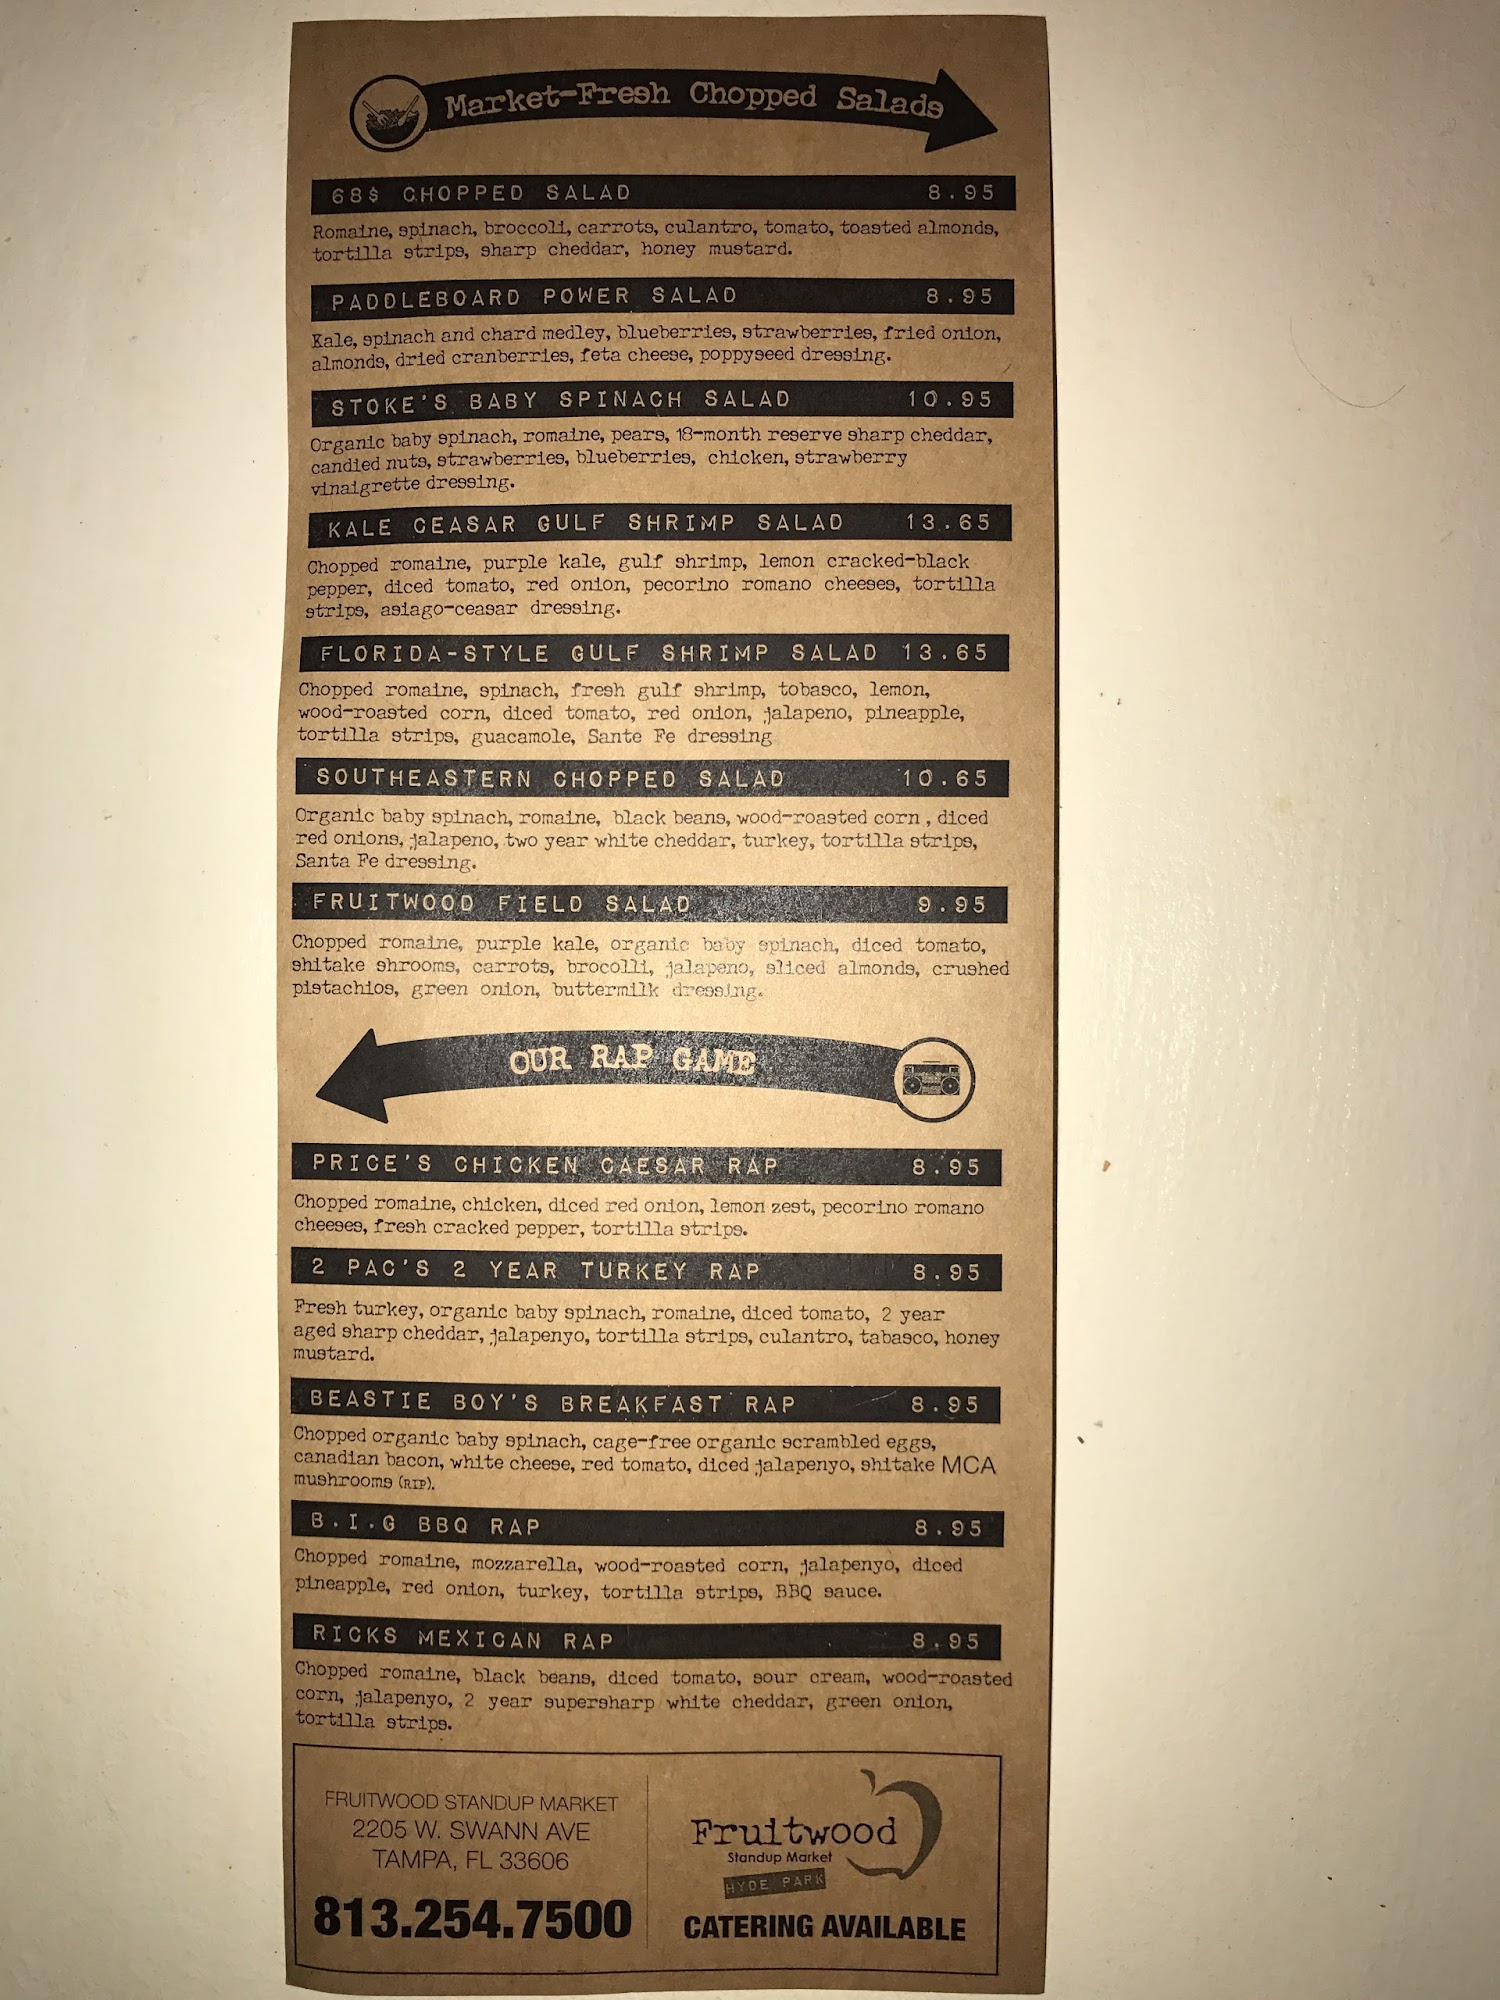 Market-Fresh Chopped Salads
68$ CHOPPED SALAD 8.95
Romaine, spinach, broccoli, carrots, culantro, tomato, toasted almonds,
tortilla strips, sharp cheddar, honey mustard.
PADDLEBOARD POWER SALAD 8.95
Kale, spinach and chard medley, blueberries, strawberries, fried onion,
almonds, dried cranberries, feta cheese, poppyseed dressing.
STOKE'S BABY SPINACH SALAD 10.95
Organic baby spinach, romaine, pears, 18-month reserve sharp cheddar,
candied nuts, strawberries, blueberries, chicken, strawberry
vinaigrette dressing.
KALE CEASAR GULF SHRIMP SALAD 13.65
Chopped romaine, purple kale, gulf shrimp, lemon cracked-black
pepper, diced tomato, red onion, pecorino romano cheeses, tortilla
strips, asiago-ceasar dressing.
FLORIDA-STYLE GULF SHRIMP SALAD 13.65
Chopped romaine, spinach, fresh gulf shrimp, tobasco, lemon,
wood-roasted corn, diced tomato, red onion, jalapeno, pineapple,
tortilla strips, guacamole, Sante Fe dressing
SOUTHEASTERN CHOPPED SALAD 10.65
Organic baby spinach, romaine, black beans, wood-roasted corn , diced
red onions, jalapeno, two year white cheddar, turkey, tortilla strips,
Santa Fe dressing.
FRUITWOOD FIELD SALAD 9.95
Chopped romaine, purple kale, organic baby spinach, diced tomato,
shitake shrooms, carrots, brocolli, jalapeno, sliced almonds, crushed
pistachios, green onion, buttermilk dressing.
OUR RAP GAME
PRICE'S CHICKEN CAESAR RAP 8.95
Chopped romaine, chicken, diced red onion, lemon zest, pecorino romano
cheeses, fresh cracked pepper, tortilla strips.
2 PAC'S 2 YEAR TURKEY RAP 8.95
Fresh turkey, organic baby spinach, romaine, diced tomato, 2 year
aged sharp cheddar, jalapenyo, tortilla strips, culantro, tabasco, honey
mustard.
BEASTIE BOY'S BREAKFAST RAP 8.95
Chopped organic baby spinach, cage-free organic scrambled eggs,
canadian bacon, white cheese, red tomato, diced jalapenyo, shitake MCA
mushrooms (RIP).
B.I.G BBQ RAP 8.95
Chopped romaine, mozzarella, wood-roasted corn, jalapenyo, diced
pineapple, red onion, turkey, tortilla strips, BBQ sauce.
RICKS MEXICAN RAP 8.95
Chopped romaine, black beans, diced tomato, sour cream, wood-roasted
corn, jalapenyo, 2 year supersharp white cheddar, green onion,
tortilla strips.
FRUITWOOD STANDUP MARKET
2205 W. SWANN AVE
TAMPA, FL 33606
813.254.7500
Fruitwood
Standup Market
HYDE PARK
CATERING AVAILABLE